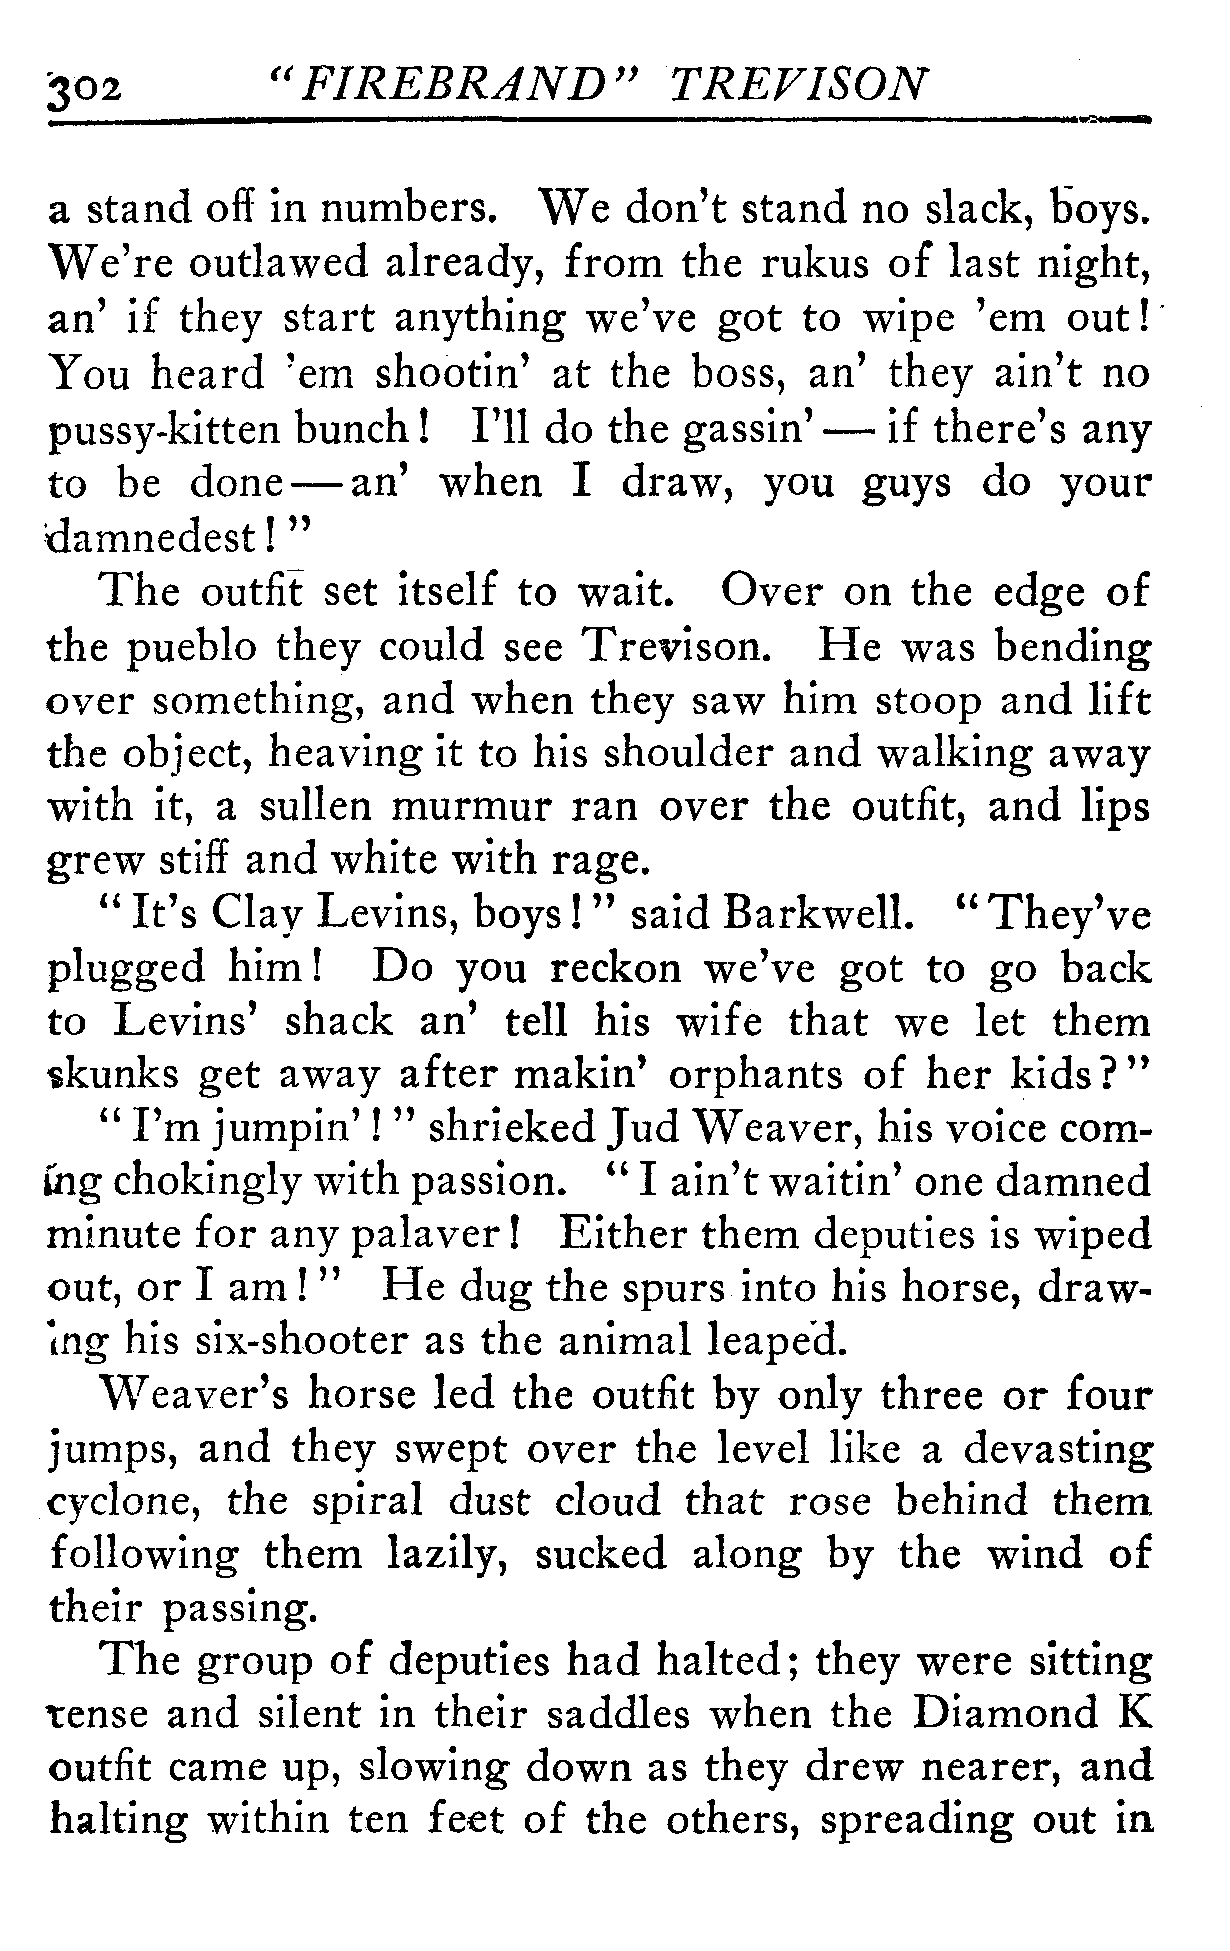 302 "FIREBRAND" TREVISON
a stand off in numbers. We don't stand no slack, boys.
We're outlawed already, from the rukus of last night,
an' if they start anything we've got to wipe 'em out!
You heard 'em shootin' at the boss, an' they ain't no
pussy-kitten bunch! I'll do the gassin' — if there's any
to be done — an' when I draw, you guys do your
damnedest!"
The outfit set itself to wait. Over on the edge of
the pueblo they could see Trevison. He was bending
over something, and when they saw him stoop and lift
the object, heaving it to his shoulder and walking away
with it, a sullen murmur ran over the outfit, and lips
grew stiff and white with rage.
"It's Clay Levins, boys!" said Barkwell. "They've
plugged him! Do you reckon we've got to go back
to Levins' shack an' tell his wife that we let them
skunks get away after makin' orphants of her kids?"
"I'm jumpin'!" shrieked Jud Weaver, his voice com-
ing chokingly with passion. "I ain't waitin' one damned
minute for any palaver! Either them deputies is wiped
out, or I am!" He dug the spurs into his horse, draw-
ing his six-shooter as the animal leaped.
Weaver's horse led the outfit by only three or four
jumps, and they swept over the level like a devasting
cyclone, the spiral dust cloud that rose behind them
following them lazily, sucked along by the wind of
their passing.
The group of deputies had halted; they were sitting
tense and silent in their saddles when the Diamond K
outfit came up, slowing down as they drew nearer, and
halting within ten feet of the others, spreading out in